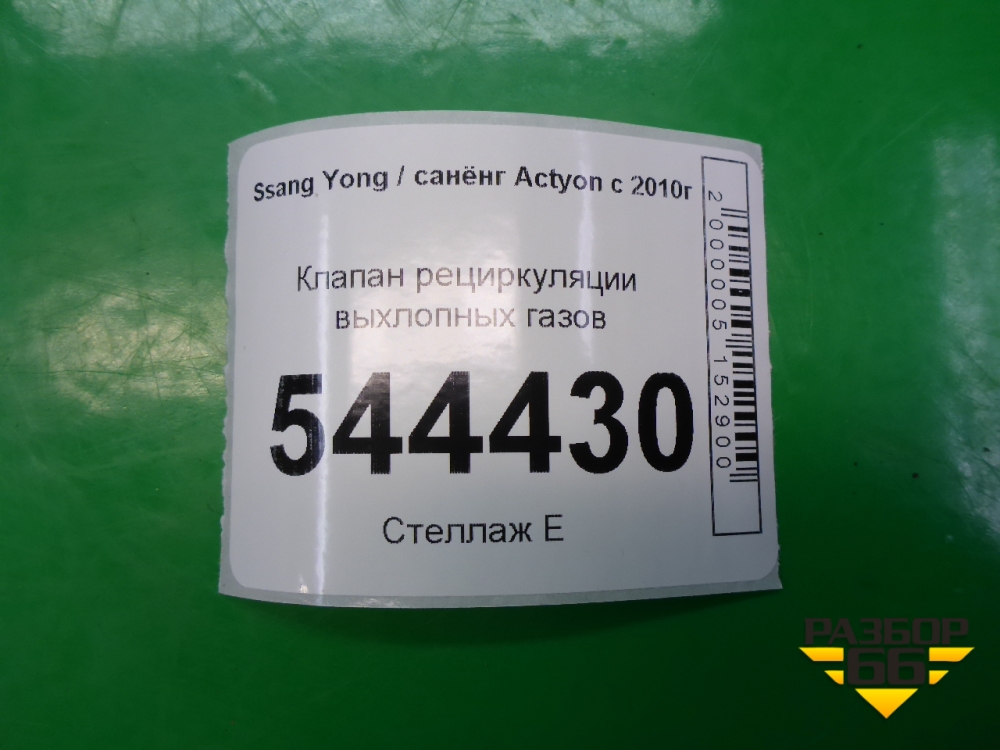 Ssang Yong / санёнг Actyon с 2010г
Клапан рециркуляции
выхлопных газов
544430
Стеллаж Е
2000005152900
РАЗБОР
66